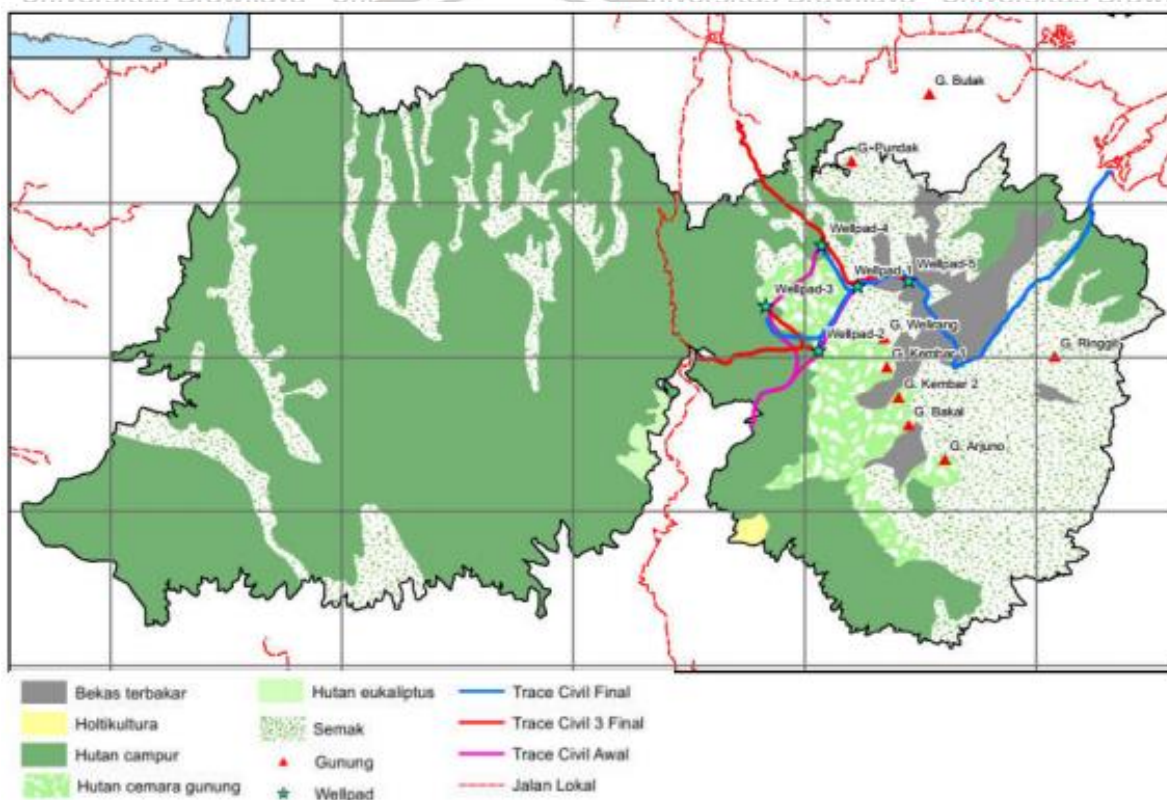 G. Butak
G. Pundak
Wellpad-4
Wellpad-5
Wellpad-1
Wellpad-3
G. Welirang
Wellpad-2
G. Kembar 1
G. Ringgit
G. Kembar 2
G. Bakal
G. Arjuno
Bekas terbakar
Holtikultura
Hutan campur
Hutan cemara gunung
Hutan eukaliptus
Semak
Gunung
Wellpad
Trace Civil Final
Trace Civil 3 Final
Trace Civil Awal
Jalan Lokal